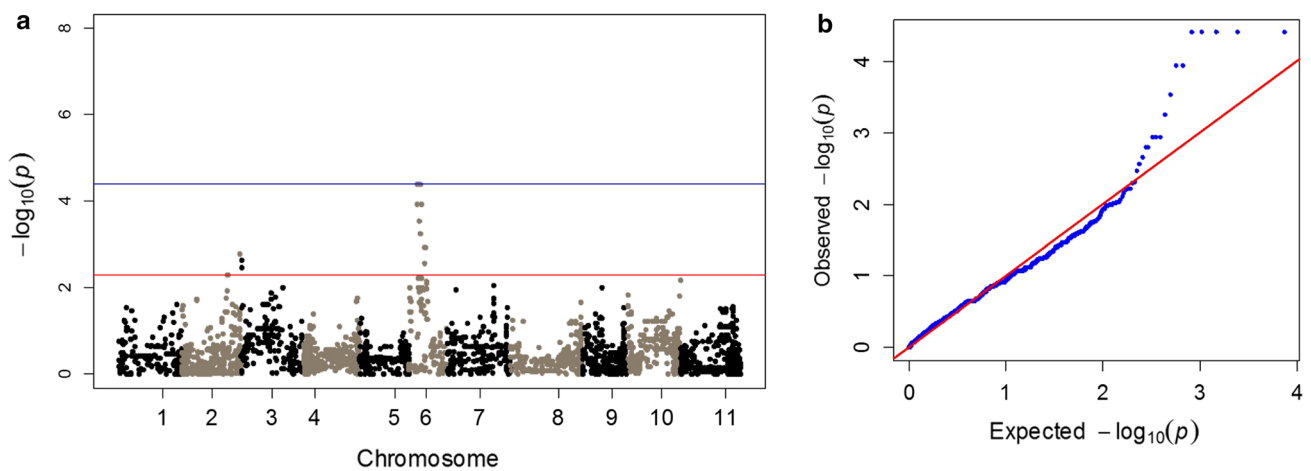 a
8
6
4
2
0
−log10(p)
1 2 3 4 5 6 7 8 9 10 11
Chromosome
b
4
3
2
1
0
Observed −log10(p)
0 1 2 3 4
Expected −log10(p)